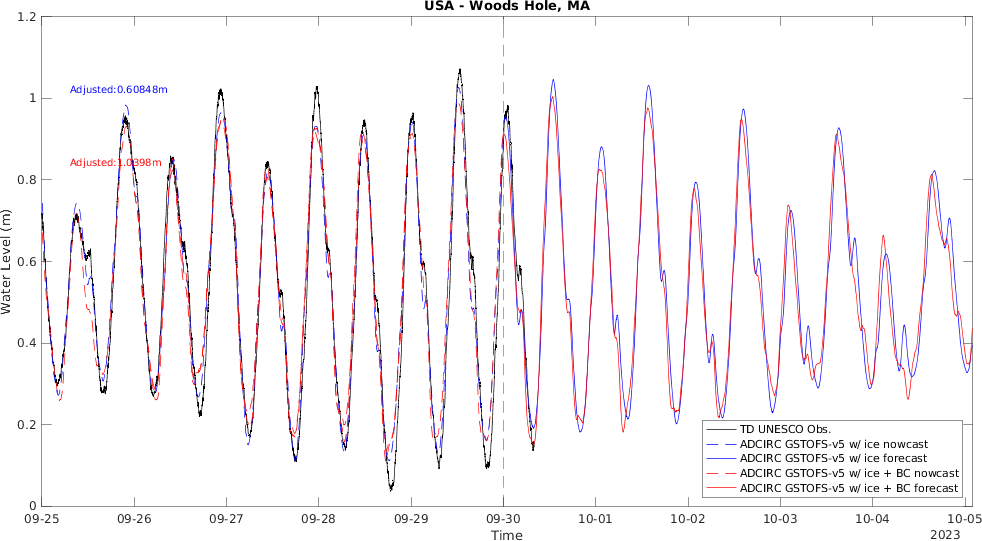 USA - Woods Hole, MA
1.2
1
0.8
0.6
0.4
0.2
0
Water Level (m)
Adjusted:0.60848m
Adjusted:1.0398m
TD UNESCO Obs.
ADCIRC GSTOFS-v5 w/ ice nowcast
ADCIRC GSTOFS-v5 w/ ice forecast
ADCIRC GSTOFS-v5 w/ ice + BC nowcast
ADCIRC GSTOFS-v5 w/ ice + BC forecast
09-25 09-26 09-27 09-28 09-29 09-30 10-01 10-02 10-03 10-04 10-05
Time
2023